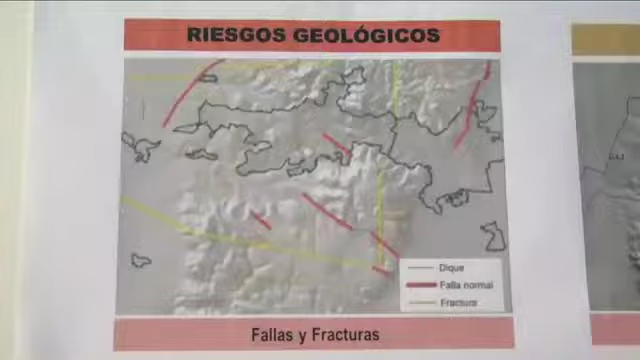 RIESGOS GEOLÓGICOS
Dique
Falla normal
Fractura
Fallas y Fracturas